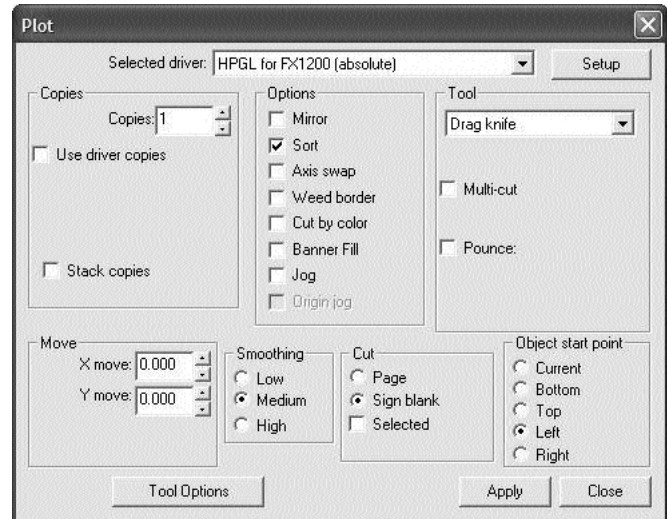 Plot
Selected driver: HPGL for FX1200 (absolute) Setup
Copies
Copies: 1
Use driver copies
Stack copies
Options
Mirror
Sort
Axis swap
Weed border
Cut by color
Banner Fill
Jog
Origin jog
Tool
Drag knife
Multi-cut
Pounce:
Move
X move: 0.000
Y move: 0.000
Smoothing
Low
Medium
High
Cut
Page
Sign blank
Selected
Object start point
Current
Bottom
Top
Left
Right
Tool Options Apply Close